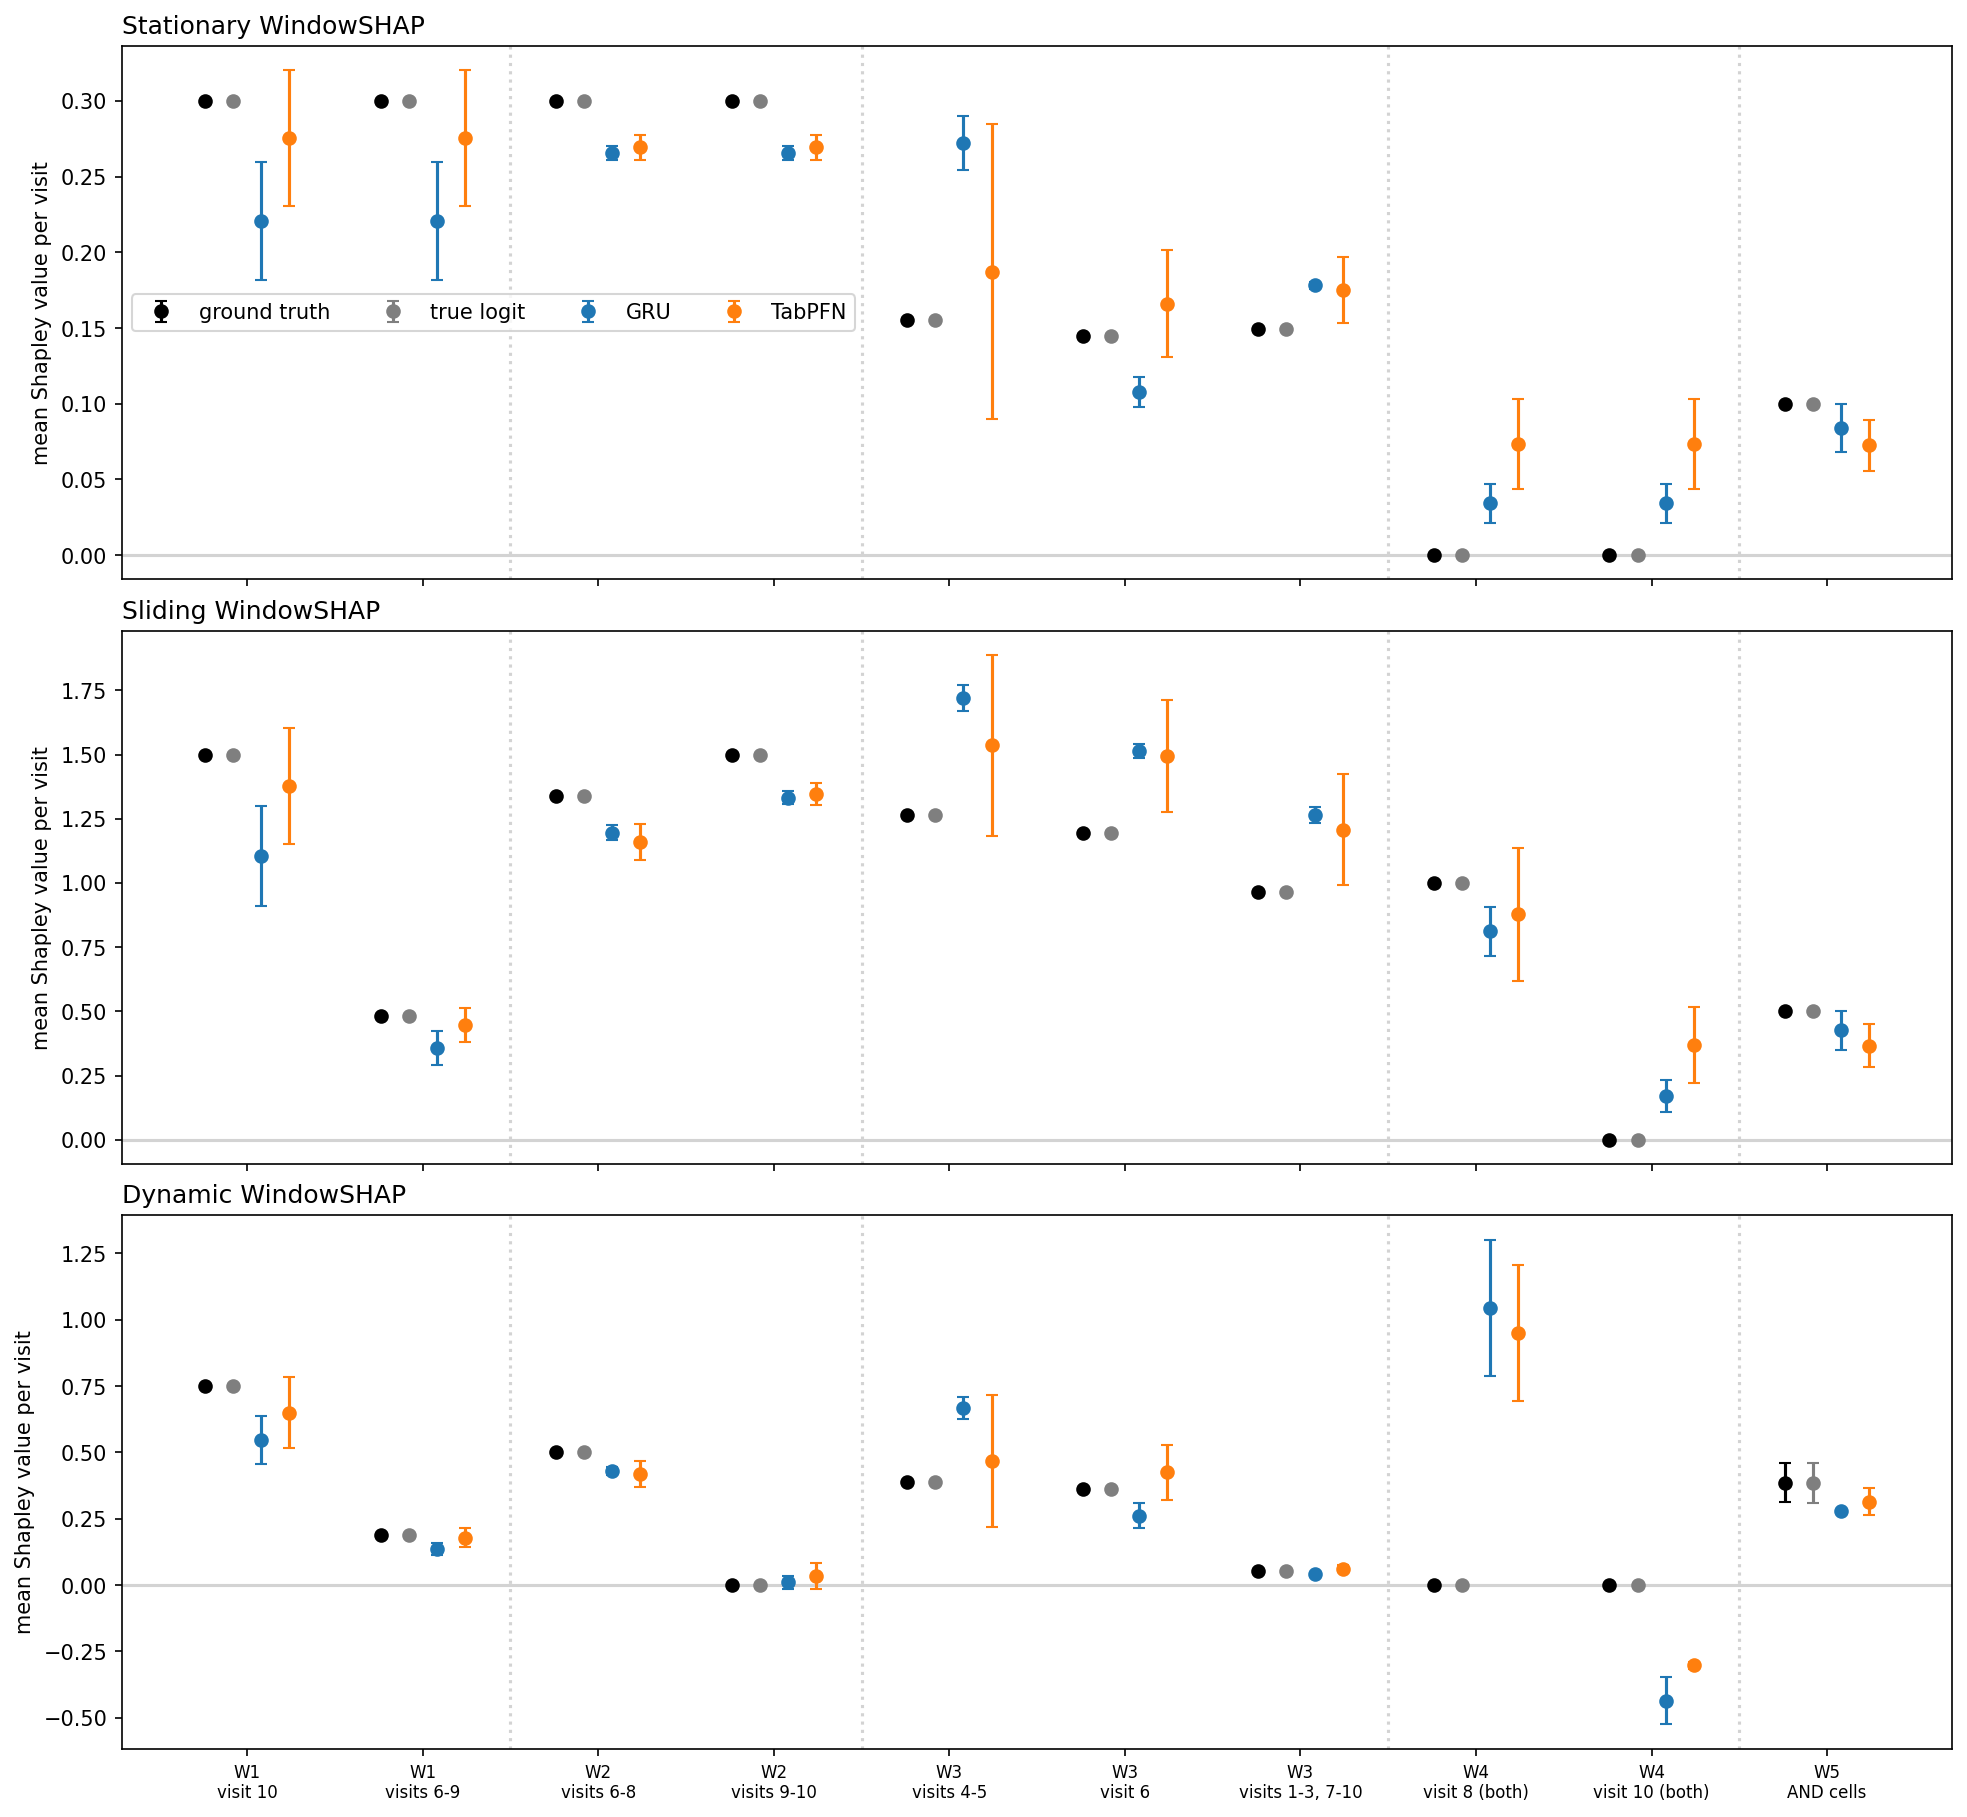 Stationary WindowSHAP
mean Shapley value per visit
0.30
0.25
0.20
0.15
0.10
0.05
0.00
ground truth true logit GRU TabPFN
Sliding WindowSHAP
mean Shapley value per visit
1.75
1.50
1.25
1.00
0.75
0.50
0.25
0.00
Dynamic WindowSHAP
mean Shapley value per visit
1.25
1.00
0.75
0.50
0.25
0.00
−0.25
−0.50
W1 W1 W2 W2 W3 W3 W3 W4 W4 W5
visit 10 visits 6-9 visits 6-8 visits 9-10 visits 4-5 visit 6 visits 1-3, 7-10 visit 8 (both) visit 10 (both) AND cells